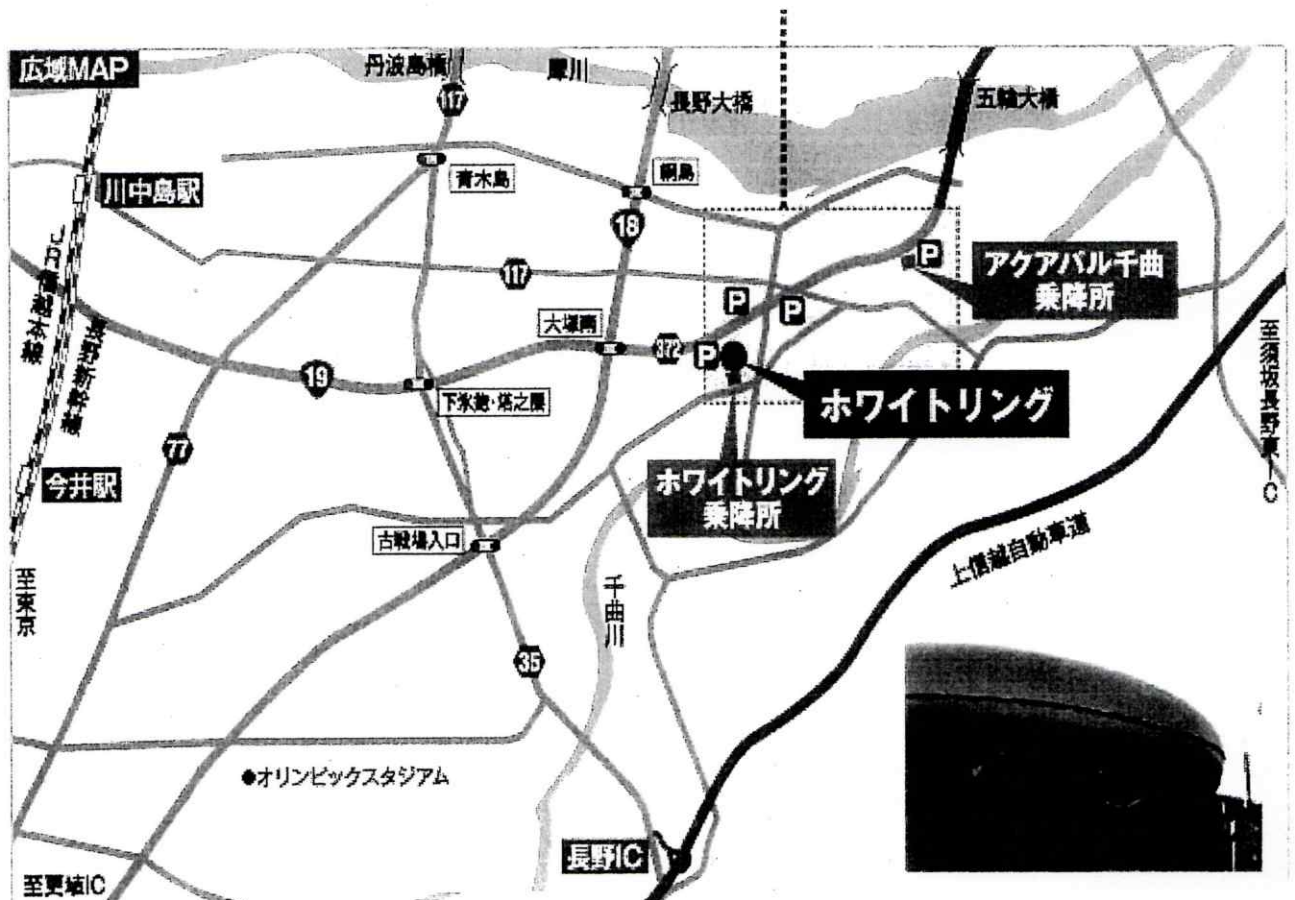 広域MAP
丹波島橋
犀川
長野大橋
五輪大橋
117
川中島駅
青木島
綱島
18
JR信越本線
長野新幹線
117
P
アクアパル千曲
乗降所
P
P
大塚南
372
P
19
ホワイトリング
下氷鉋・塔之腰
至須坂長野東IC
77
今井駅
ホワイトリング
乗降所
古戦場入口
上信越自動車道
至東京
千曲川
35
●オリンピックスタジアム
長野IC
至更埴IC